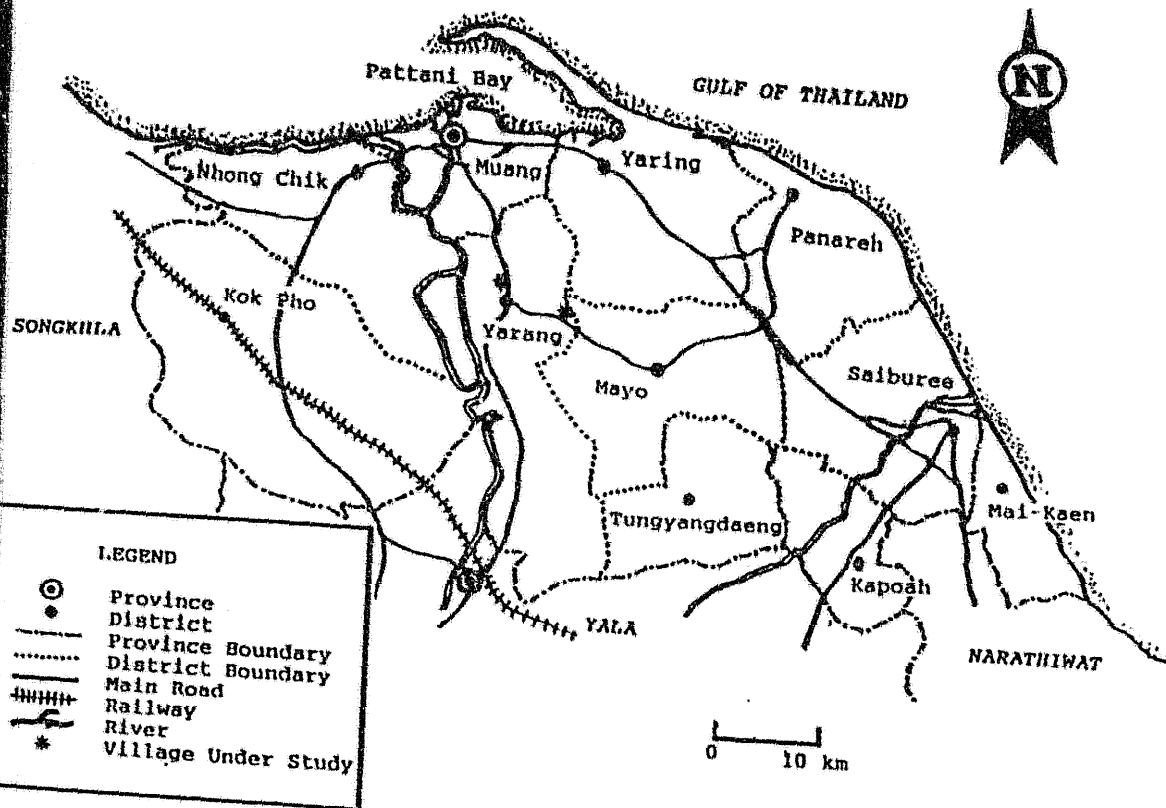 Pattani Bay
GULF OF THAILAND
N
Nhong Chik
Muang
Yaring
Panareh
Kok Pho
SONGKHLA
Yarang
Mayo
Saiburee
Tungyangdaeng
Mai-Kaen
Kapoah
YALA
NARATHIWAT
LEGEND
Province
District
Province Boundary
District Boundary
Main Road
Railway
River
Village Under Study
0 10 km